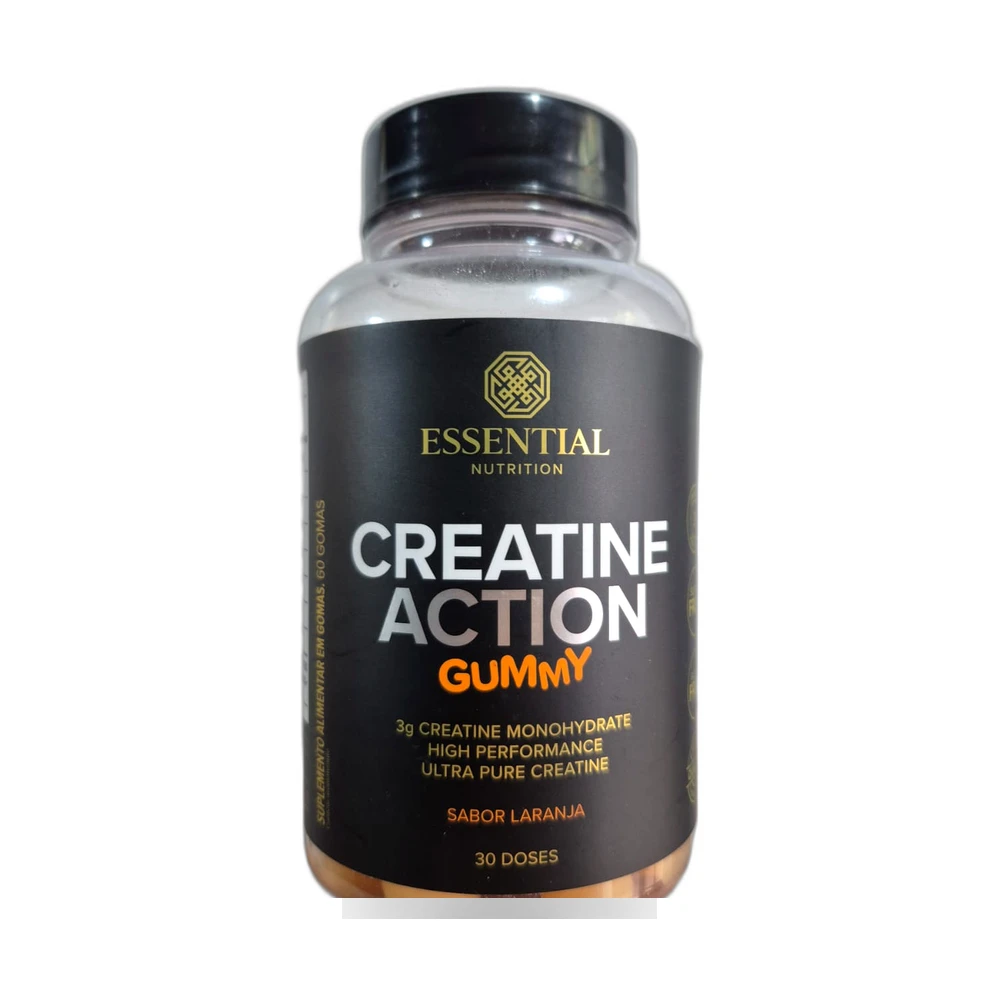 ESSENTIAL
NUTRITION
CREATINE
ACTION
GUMMY
3g CREATINE MONOHYDRATE
HIGH PERFORMANCE
ULTRA PURE CREATINE
SABOR LARANJA
30 DOSES
SUPLEMENTO ALIMENTAR EM GOMAS. 60 GOMAS